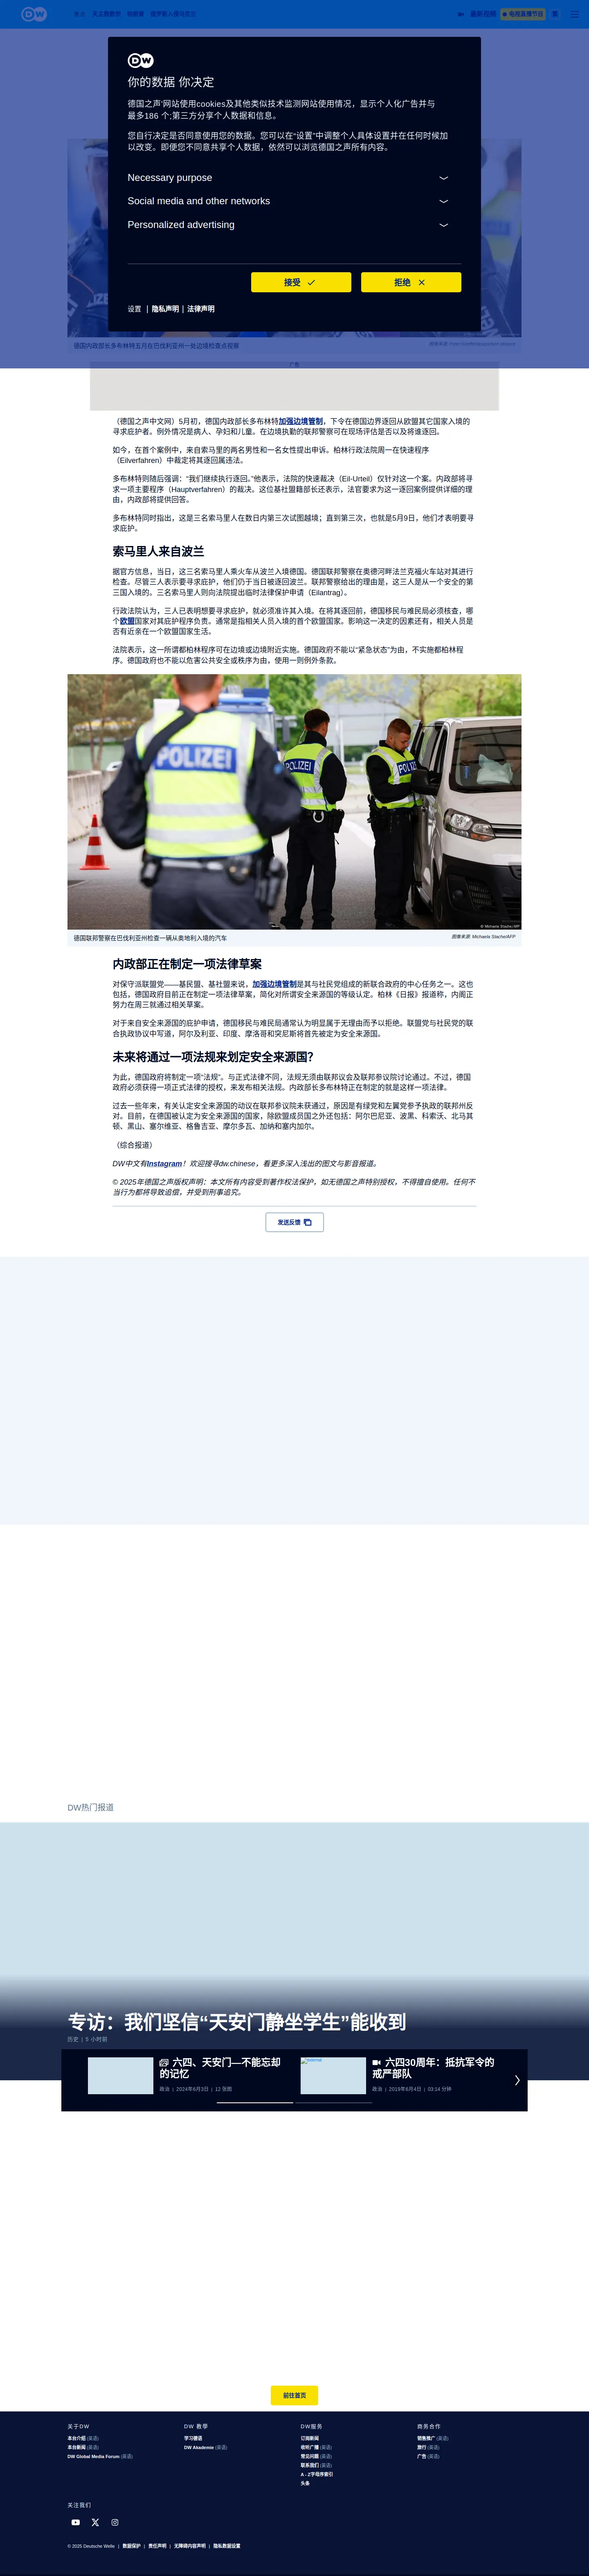 DW
最新视频
电视直播节目
DW
你的数据 你决定
德国之声˙网站使用cookies及其他类似技术监测网站使用情况，显示个人化广告并与
最多186 个;第三方分享个人数据和信息。
您自行决定是否同意使用您的数据。您可以在"设置"中调整个人具体设置并在任何时候加
以改变。即便您不同意共享个人数据，依然可以浏览德国之声所有内容。
Necessary purpose
Social media and other networks
Personalized advertising
接受
拒绝
设置 | 隐私声明 | 法律声明
德国内政部长多布林特五月在巴伐利亚州一处边境检查点视察
广告
（德国之声中文网）5月初，德国内政部长多布林特加强边境管制，下令在德国边界逐回从欧盟其它国家入境的
寻求庇护者。例外情况是病人、孕妇和儿童。在边境执勤的联邦警察可在现场评估是否以及将谁逐回。
如今，在首个案例中，来自索马里的两名男性和一名女性提出申诉。柏林行政法院周一在快速程序
（Eilverfahren）中裁定将其逐回属违法。
多布林特则随后强调：“我们继续执行逐回。”他表示，法院的快速裁决（Eil-Urteil）仅针对这一个案。内政部将寻
求一项主要程序（Hauptverfahren）的裁决。这位基社盟籍部长还表示，法官要求为这一逐回案例提供详细的理
由，内政部将提供回答。
多布林特同时指出，这是三名索马里人在数日内第三次试图越境；直到第三次，也就是5月9日，他们才表明要寻
求庇护。
索马里人来自波兰
据官方信息，当日，这三名索马里人乘火车从波兰入境德国。德国联邦警察在奥德河畔法兰克福火车站对其进行
检查。尽管三人表示要寻求庇护，他们仍于当日被逐回波兰。联邦警察给出的理由是，这三人是从一个安全的第
三国入境的。三名索马里人则向法院提出临时法律保护申请（Eilantrag）。
行政法院认为，三人已表明想要寻求庇护，就必须准许其入境。在将其逐回前，德国移民与难民局必须核查，哪
个欧盟国家对其庇护程序负责。通常是指相关人员入境的首个欧盟国家。影响这一决定的因素还有，相关人员是
否有近亲在一个欧盟国家生活。
法院表示，这一所谓都柏林程序可在边境或边境附近实施。德国政府不能以“紧急状态”为由，不实施都柏林程
序。德国政府也不能以危害公共安全或秩序为由，使用一则例外条款。
POLIZEI
POLIZEI
POLIZEI
© Michaela Stache/AFP
德国联邦警察在巴伐利亚州检查一辆从奥地利入境的汽车
图像来源: Michaela Stache/AFP
内政部正在制定一项法律草案
对保守派联盟党——基民盟、基社盟来说，加强边境管制是其与社民党组成的新联合政府的中心任务之一。这也
包括，德国政府目前正在制定一项法律草案，简化对所谓安全来源国的等级认定。柏林《日报》报道称，内阁正
努力在周三就通过相关草案。
对于来自安全来源国的庇护申请，德国移民与难民局通常认为明显属于无理由而予以拒绝。联盟党与社民党的联
合执政协议中写道，阿尔及利亚、印度、摩洛哥和突尼斯将首先被定为安全来源国。
未来将通过一项法规来划定安全来源国？
为此，德国政府将制定一项“法规”。与正式法律不同，法规无须由联邦议会及联邦参议院讨论通过。不过，德国
政府必须获得一项正式法律的授权，来发布相关法规。内政部长多布林特正在制定的就是这样一项法律。
过去一些年来，有关认定安全来源国的动议在联邦参议院未获通过，原因是有绿党和左翼党参予执政的联邦州反
对。目前，在德国被认定为安全来源国的国家，除欧盟成员国之外还包括：阿尔巴尼亚、波黑、科索沃、北马其
顿、黑山、塞尔维亚、格鲁吉亚、摩尔多瓦、加纳和塞内加尔。
（综合报道）
DW中文有Instagram！欢迎搜寻dw.chinese，看更多深入浅出的图文与影音报道。
© 2025年德国之声版权声明：本文所有内容受到著作权法保护，如无德国之声特别授权，不得擅自使用。任何不
当行为都将导致追偿，并受到刑事追究。
发送反馈
DW热门报道
专访：我们坚信“天安门静坐学生”能收到
历史 | 5 小时前
六四、天安门—不能忘却
的记忆
政治 | 2024年6月3日 | 12 张图
external
六四30周年：抵抗军令的
戒严部队
政治 | 2019年6月4日 | 03:14 分钟
前往首页
关于DW
本台介绍 (英语)
本台新闻 (英语)
DW Global Media Forum (英语)
DW 教學
学习德语
DW Akademie (英语)
DW服务
订阅新闻
收听广播 (英语)
常见问题 (英语)
联系我们 (英语)
A - Z字母序索引
头条
商务合作
销售推广 (英语)
旅行 (英语)
广告 (英语)
关注我们
© 2025 Deutsche Welle | 数据保护 | 责任声明 | 无障碍内容声明 | 隐私数据设置